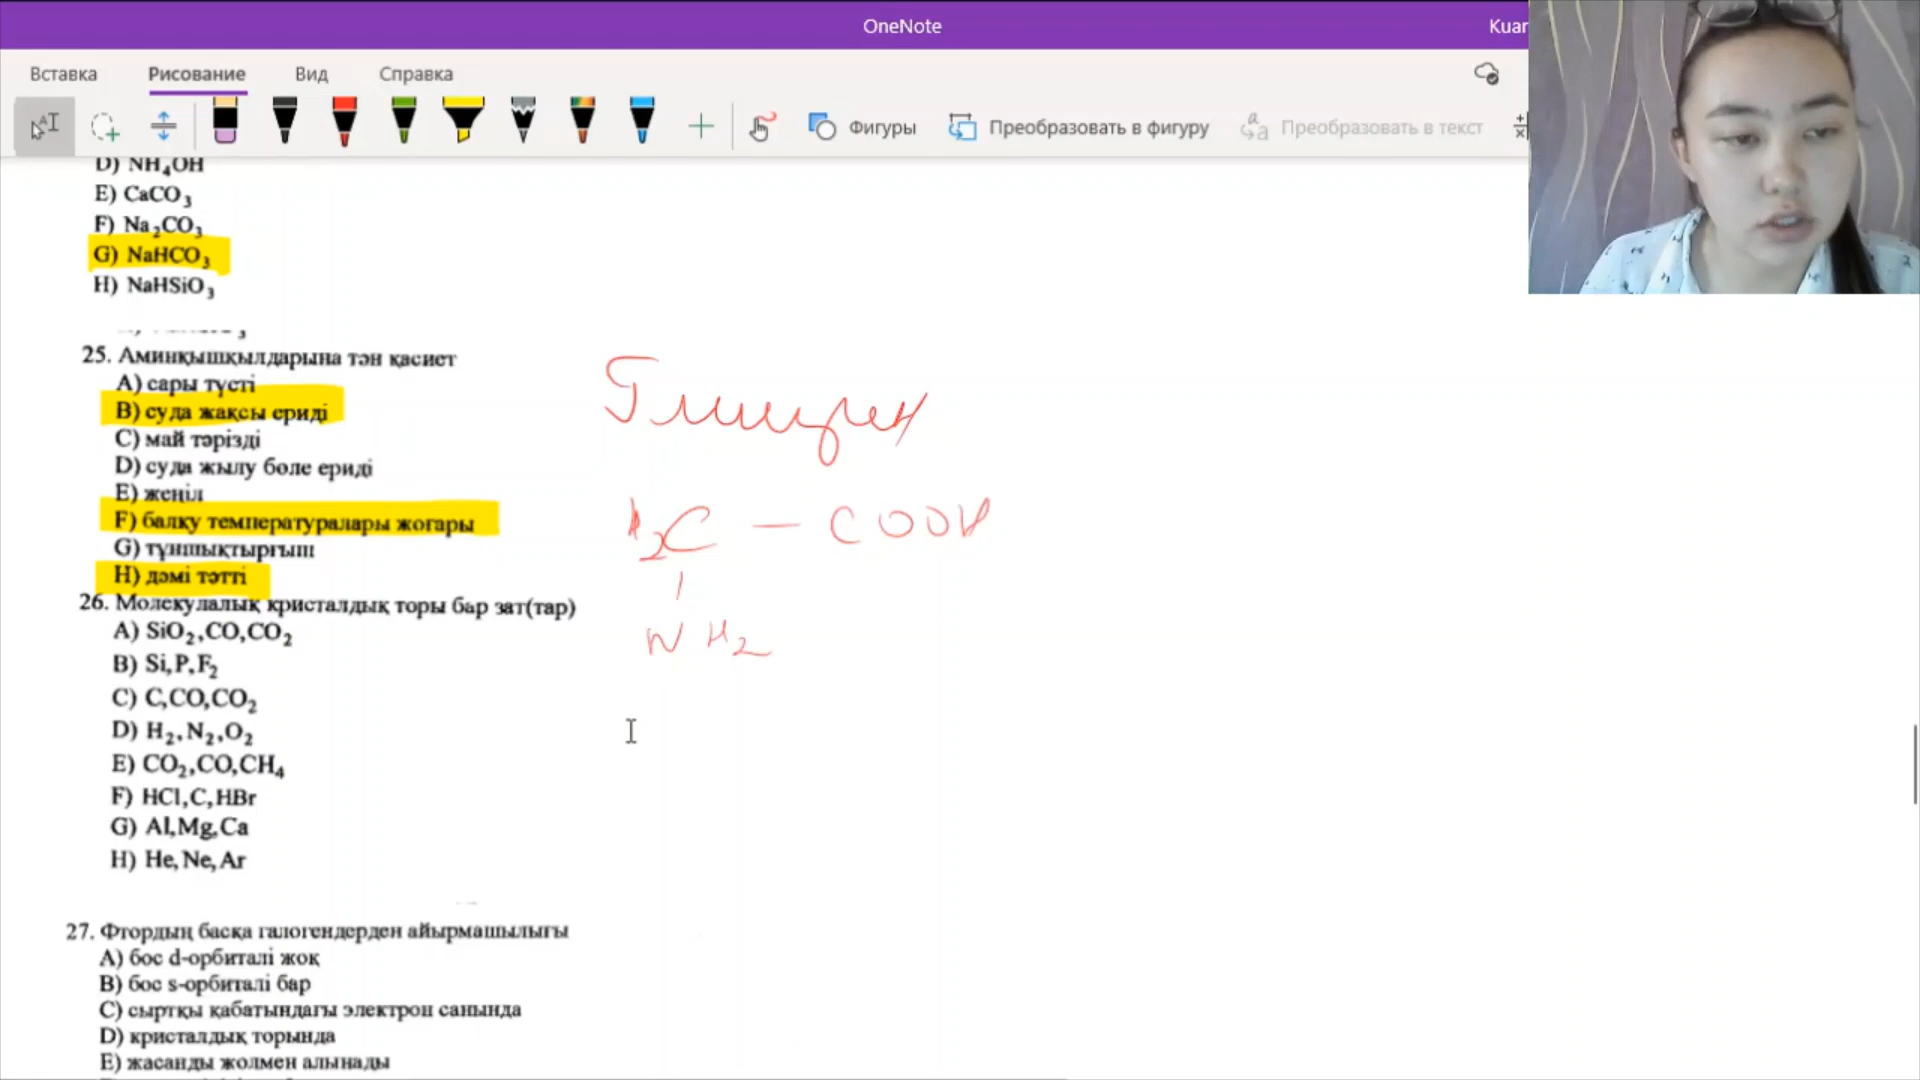 OneNote
Kuar
Вставка
Рисование
Вид
Справка
Фигуры
Преобразовать в фигуру
Преобразовать в текст
D) NH₄OH
E) CaCO₃
F) Na₂CO₃
G) NaHCO₃
H) NaHSiO₃
25. Аминқышқылдарына тән қасиет
A) сары түсті
B) суда жақсы ериді
C) май тәрізді
D) суда жылу бөле ериді
E) жеңіл
F) балқу температуралары жоғары
G) тұншықтырғыш
H) дәмі тәтті
26. Молекулалық кристалдық торы бар зат(тар)
A) SiO₂,CO,CO₂
B) Si,P,F₂
C) C,CO,CO₂
D) H₂,N₂,O₂
E) CO₂,CO,CH₄
F) HCl,C,HBr
G) Al,Mg,Ca
H) He,Ne,Ar
27. Фтордың басқа галогендерден айырмашылығы
A) бос d-орбиталі жоқ
B) бос s-орбиталі бар
C) сыртқы қабатындағы электрон санында
D) кристалдық торында
E) жасанды жолмен алынады
H₂C — COOH
NH₂